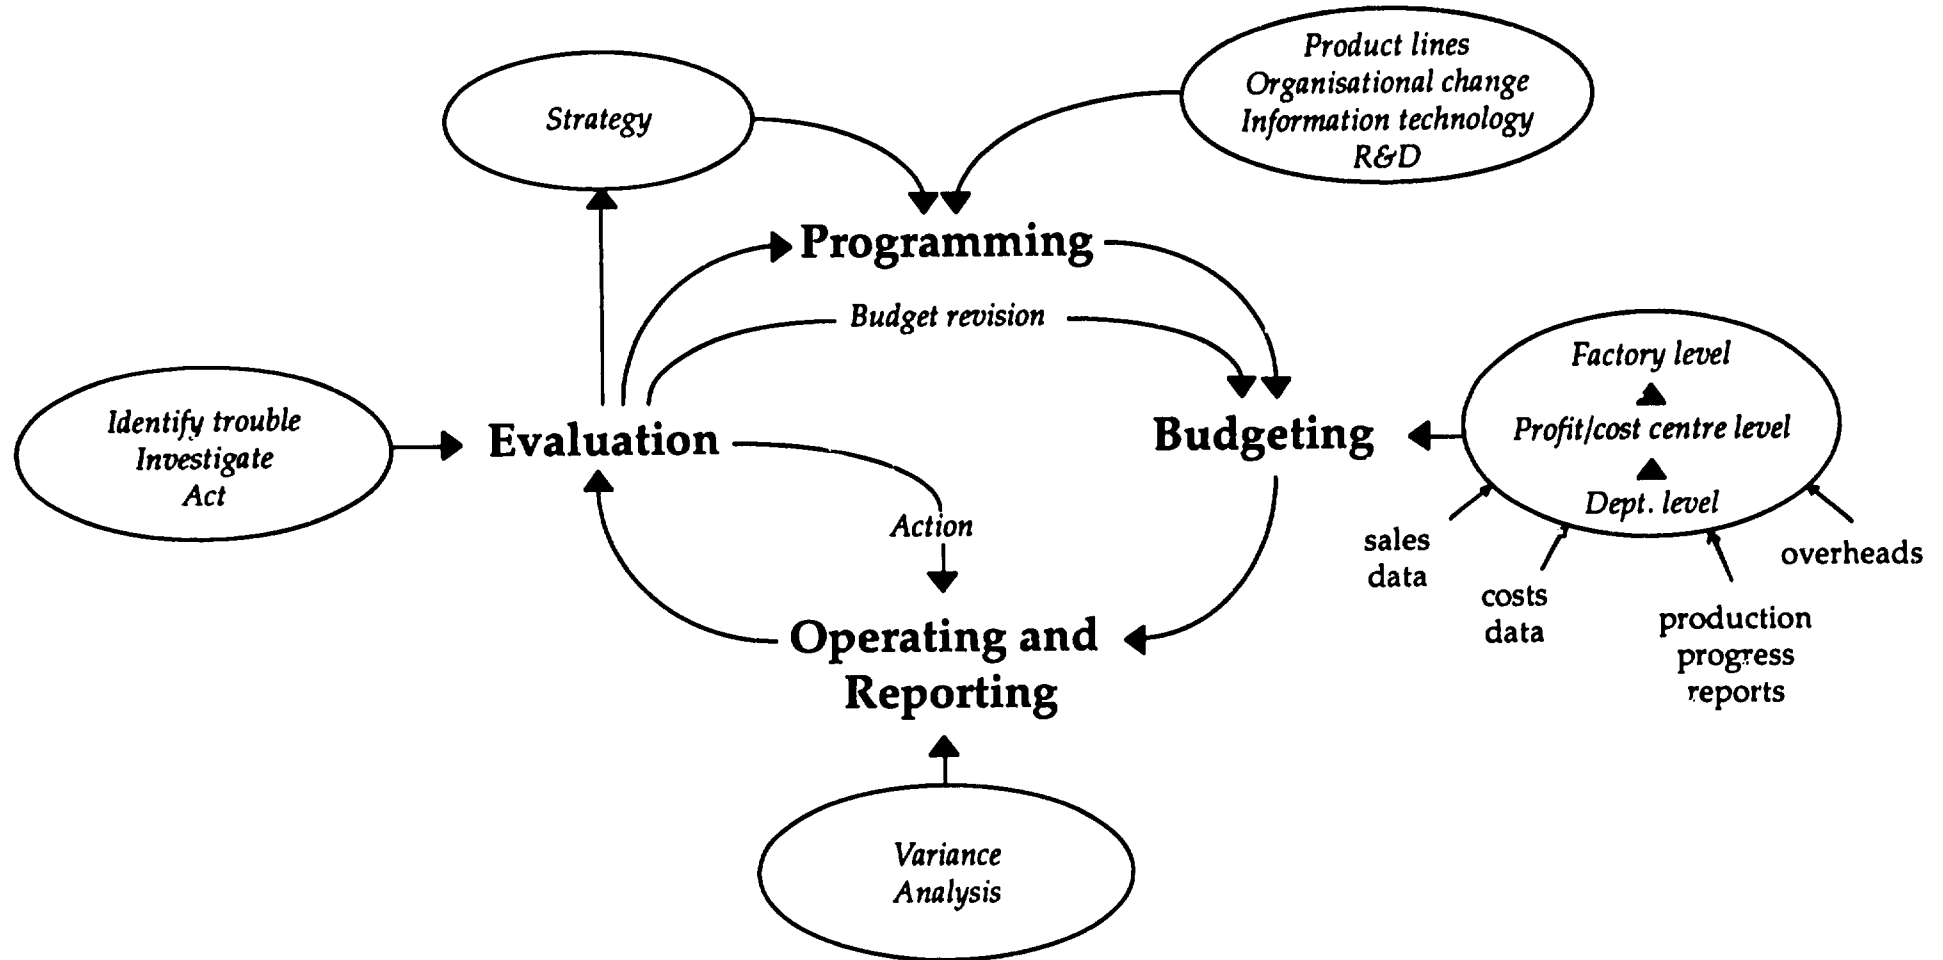 Product lines
Organisational change
Information technology
R&D
Strategy
Programming
Budget revision
Factory level
Profit/cost centre level
Dept. level
Identify trouble
Investigate
Act
Evaluation
Budgeting
Action
sales
data
costs
data
production
progress
reports
overheads
Operating and
Reporting
Variance
Analysis